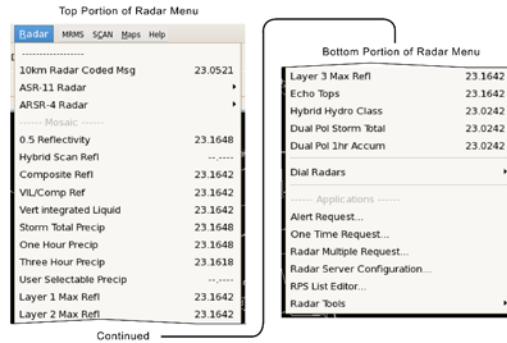 Top Portion of Radar Menu
Radar MRMS SCAN Maps Help
------------------
10km Radar Coded Msg 23.0521
ASR-11 Radar
ARSR-4 Radar
------ Mosaic ------
0.5 Reflectivity 23.1648
Hybrid Scan Refl --.----
Composite Refl 23.1642
VIL/Comp Ref 23.1642
Vert integrated Liquid 23.1642
Storm Total Precip 23.1648
One Hour Precip 23.1648
Three Hour Precip 23.1618
User Selectable Precip --.----
Layer 1 Max Refl 23.1642
Layer 2 Max Refl 23.1642
Continued
Bottom Portion of Radar Menu
Layer 3 Max Refl 23.1642
Echo Tops 23.1642
Hybrid Hydro Class 23.0242
Dual Pol Storm Total 23.0242
Dual Pol 1hr Accum 23.0242
Dial Radars
------ Applications ------
Alert Request...
One Time Request...
Radar Multiple Request...
Radar Server Configuration...
RPS List Editor...
Radar Tools